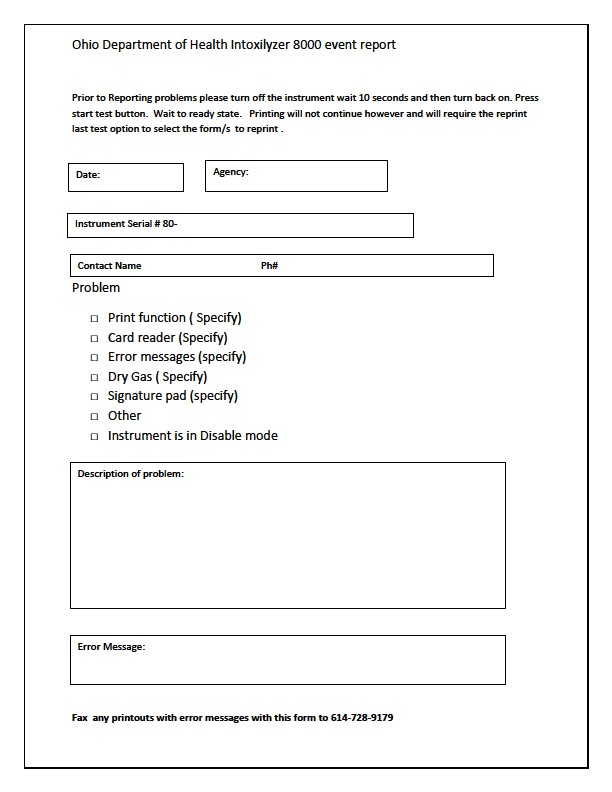 Ohio Department of Health Intoxilyzer 8000 event report
Prior to Reporting problems please turn off the instrument wait 10 seconds and then turn back on. Press
start test button.  Wait to ready state.   Printing will not continue however and will require the reprint
last test option to select the form/s  to reprint .
Date:
Agency:
Instrument Serial # 80-
Contact Name Ph#
Problem
☐ Print function ( Specify)
☐ Card reader (Specify)
☐ Error messages (specify)
☐ Dry Gas ( Specify)
☐ Signature pad (specify)
☐ Other
☐ Instrument is in Disable mode
Description of problem:
Error Message:
Fax  any printouts with error messages with this form to 614-728-9179